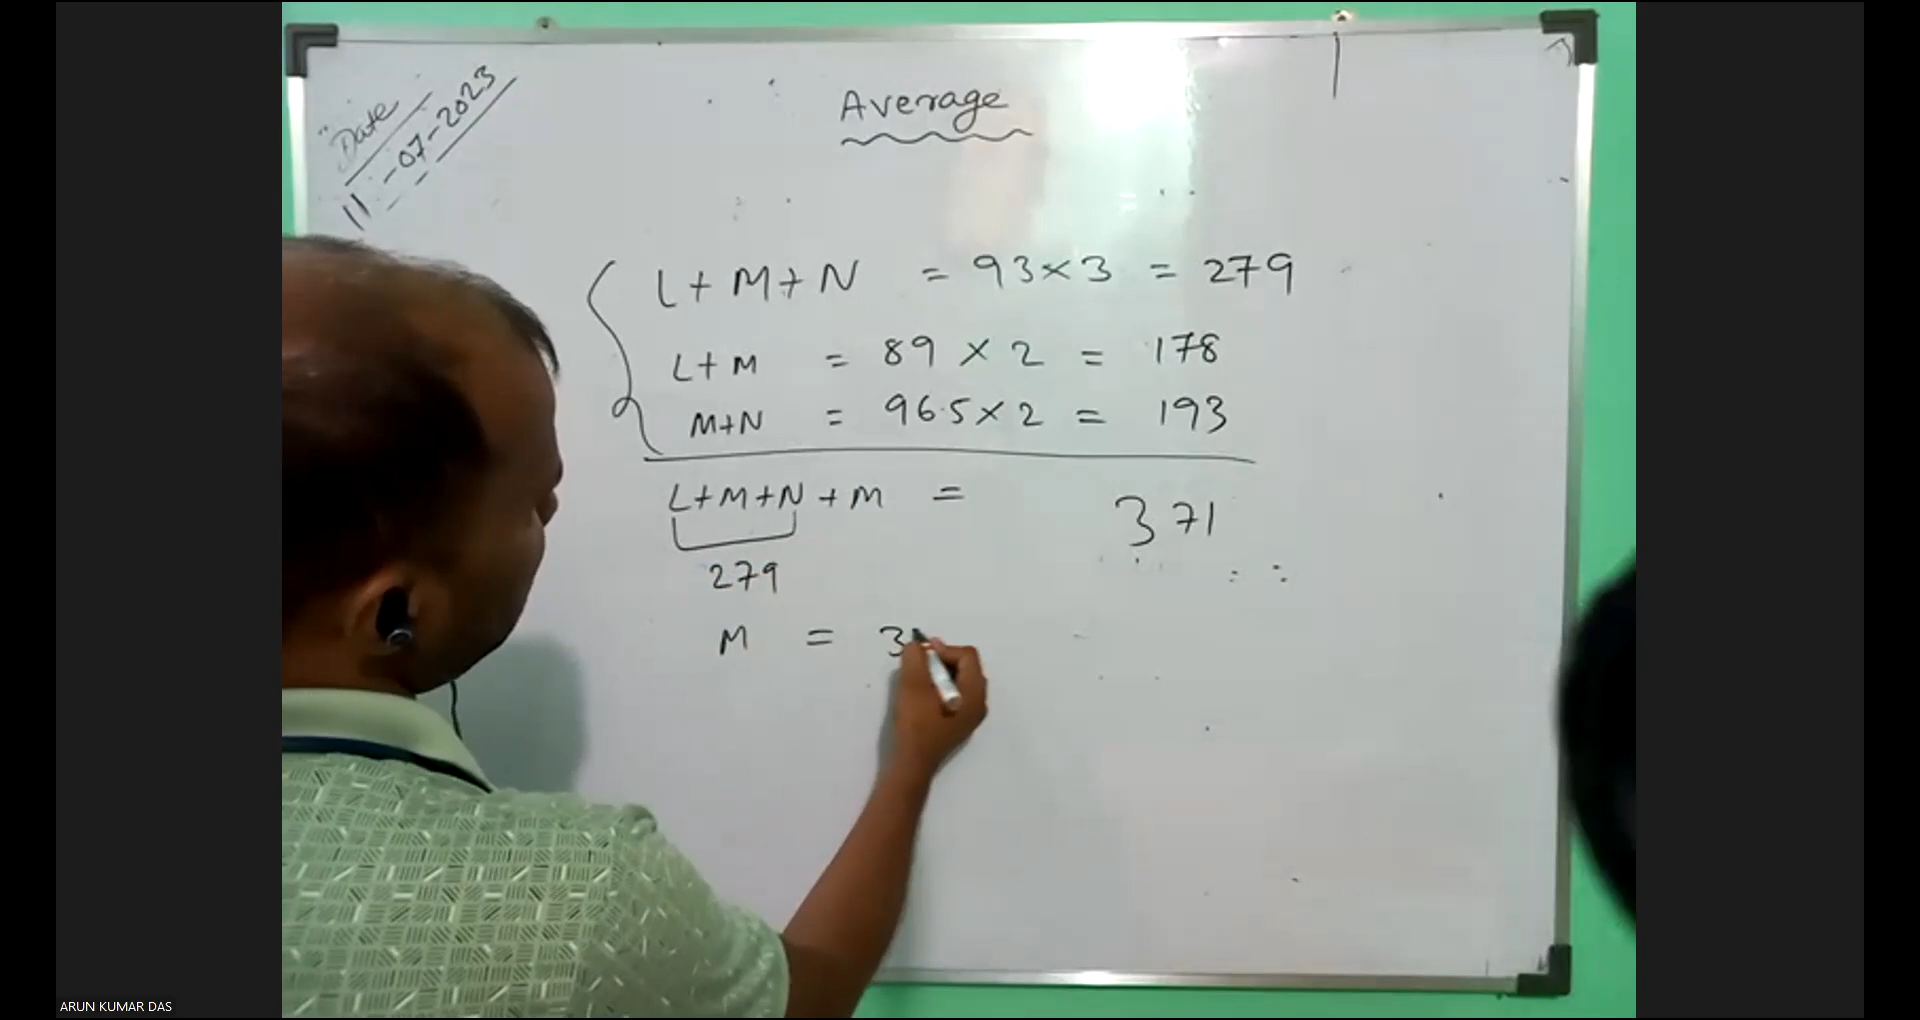 Date
11-07-2023
Average
L+M+N = 93×3 = 279
L+M = 89 × 2 = 178
M+N = 96.5×2 = 193
L+M+N + M = 371
279
M = 3
ARUN KUMAR DAS